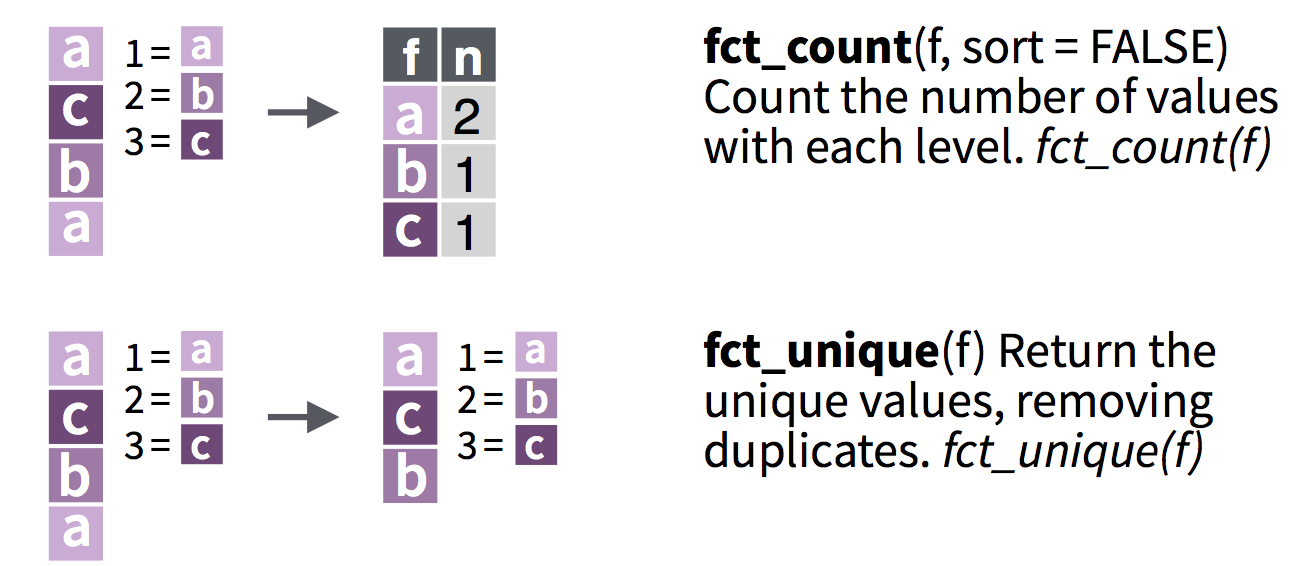 a 1 = a f n fct_count(f, sort = FALSE)
c 2 = b a 2 Count the number of values
b 3 = c b 1 with each level. fct_count(f)
a c 1
a 1 = a a 1 = a fct_unique(f) Return the
c 2 = b c 2 = b unique values, removing
b 3 = c b 3 = c duplicates. fct_unique(f)
a